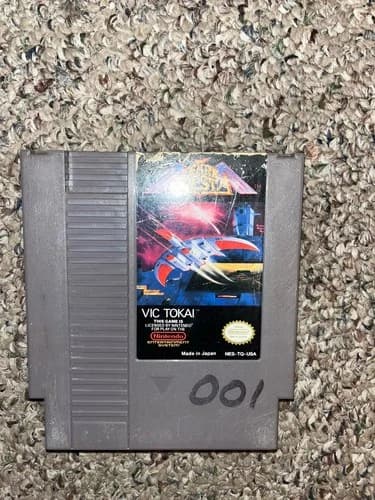 VIC TOKAI™
THIS GAME IS
LICENSED BY NINTENDO®
FOR PLAY ON THE
Nintendo
ENTERTAINMENT
SYSTEM®
Made in Japan NES-TQ-USA
001